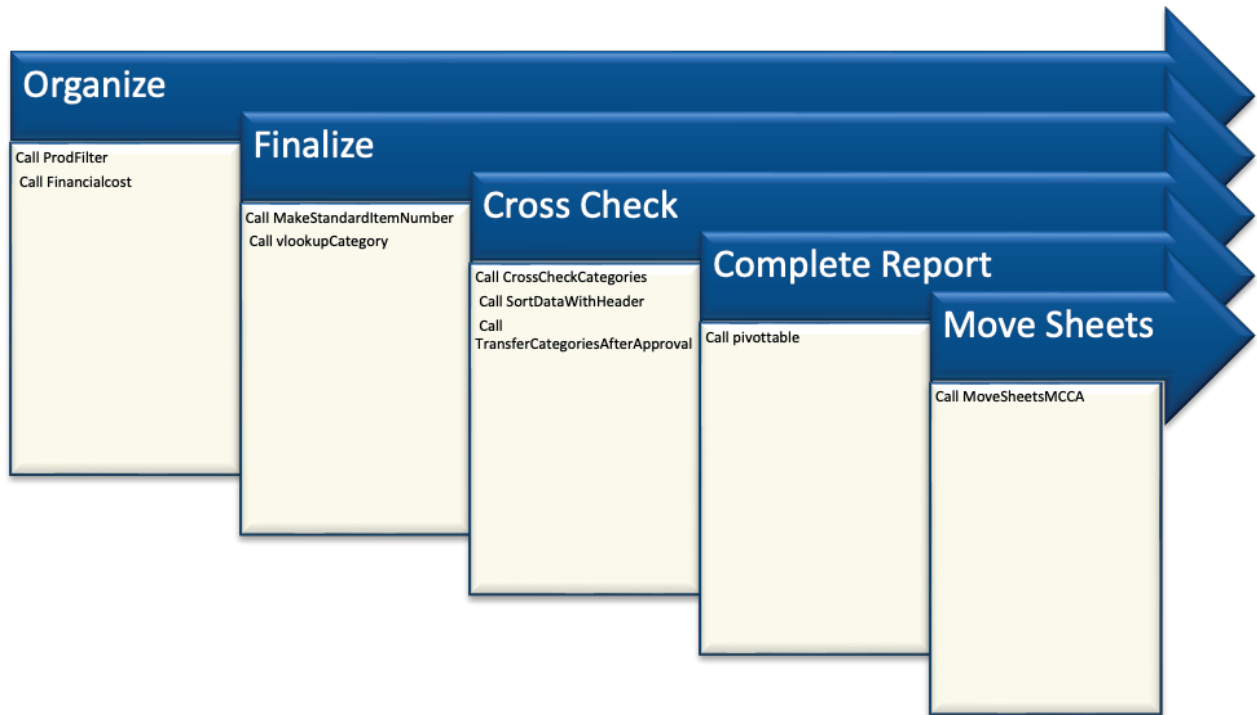 Organize
Call ProdFilter
Call Financialcost
Finalize
Call MakeStandardItemNumber
Call vlookupCategory
Cross Check
Call CrossCheckCategories
Call SortDataWithHeader
Call
TransferCategoriesAfterApproval
Complete Report
Call pivottable
Move Sheets
Call MoveSheetsMCCA